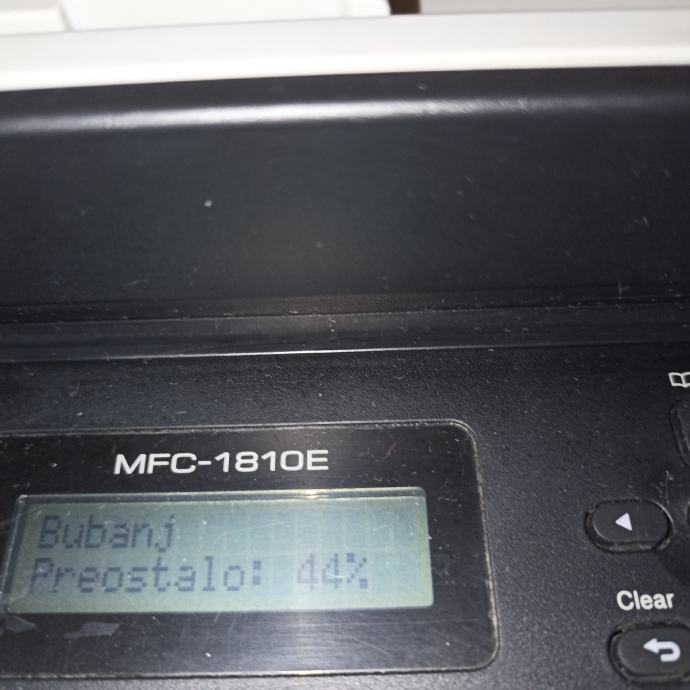 MFC-1810E
Bubanj
Preostalo: 44%
Clear